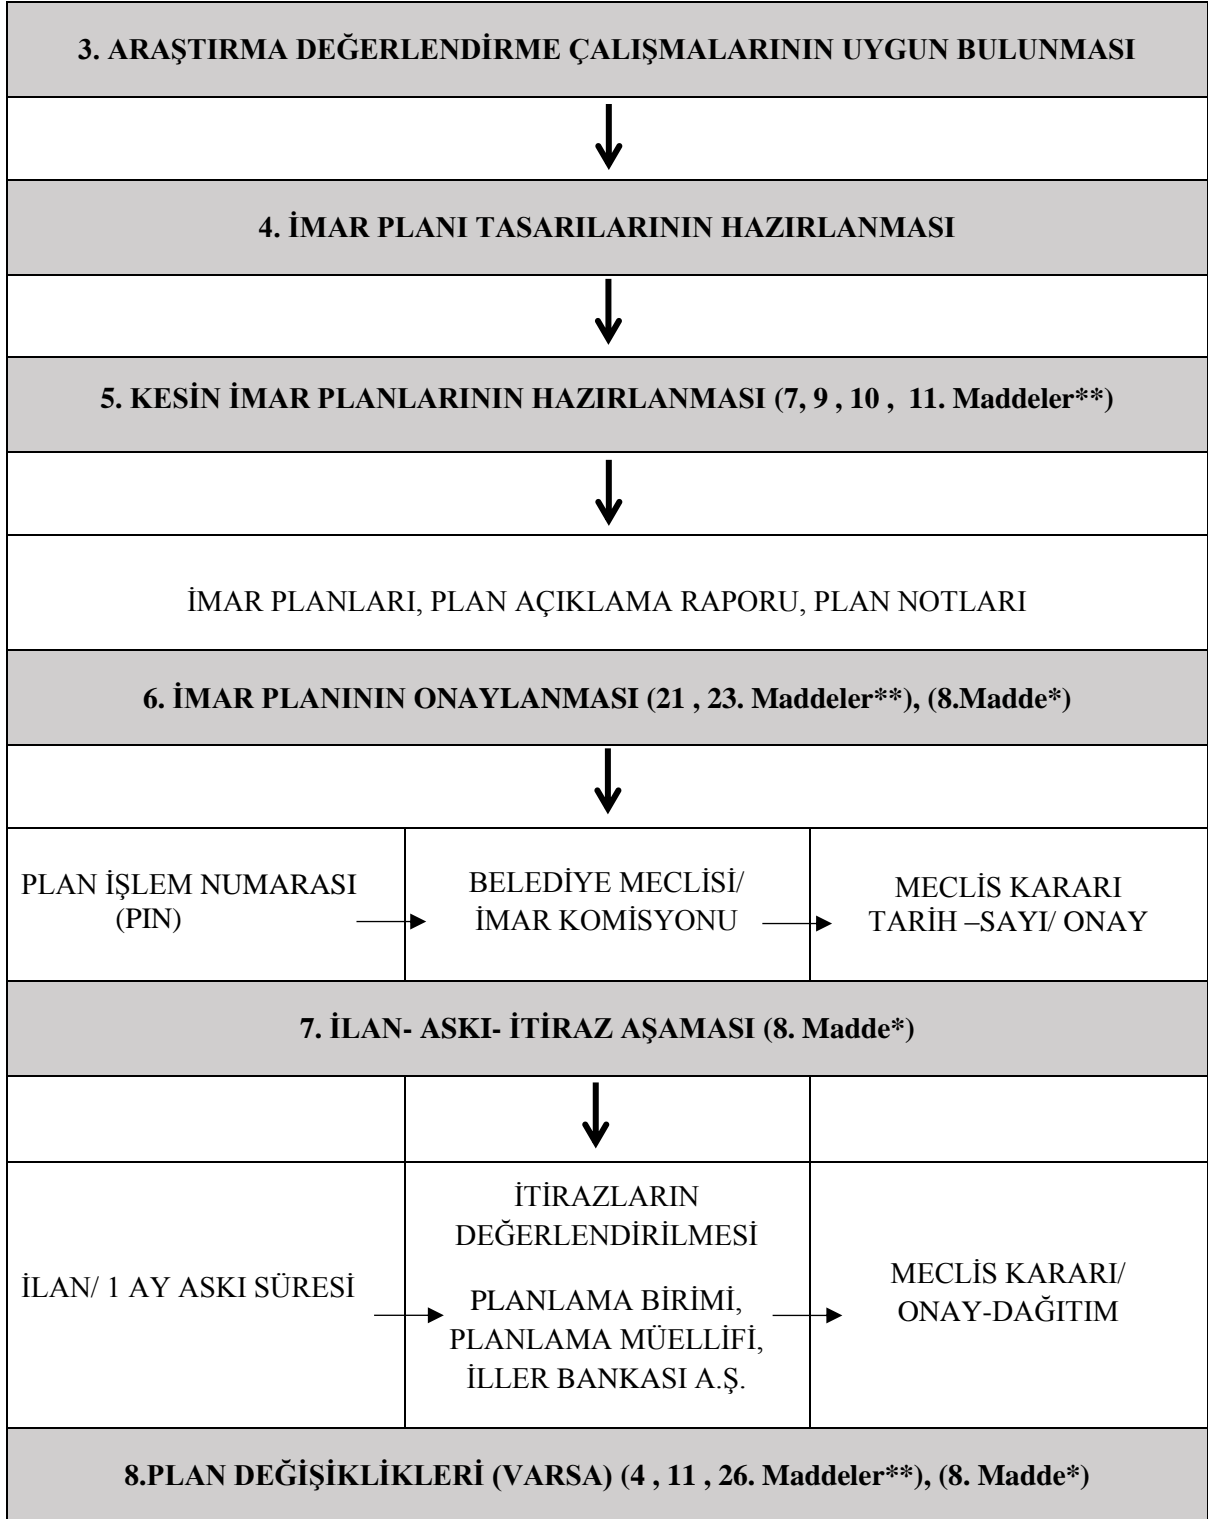 3. ARAŞTIRMA DEĞERLENDİRME ÇALIŞMALARININ UYGUN BULUNMASI
4. İMAR PLANI TASARILARININ HAZIRLANMASI
5. KESİN İMAR PLANLARININ HAZIRLANMASI (7, 9 , 10 , 11. Maddeler**)
İMAR PLANLARI, PLAN AÇIKLAMA RAPORU, PLAN NOTLARI
6. İMAR PLANININ ONAYLANMASI (21 , 23. Maddeler**), (8.Madde*)
PLAN İŞLEM NUMARASI
(PIN)
BELEDİYE MECLİSİ/
İMAR KOMİSYONU
MECLİS KARARI
TARİH –SAYI/ ONAY
7. İLAN- ASKI- İTİRAZ AŞAMASI (8. Madde*)
İLAN/ 1 AY ASKI SÜRESİ
İTİRAZLARIN
DEĞERLENDİRİLMESİ
PLANLAMA BİRİMİ,
PLANLAMA MÜELLİFİ,
İLLER BANKASI A.Ş.
MECLİS KARARI/
ONAY-DAĞITIM
8.PLAN DEĞİŞİKLİKLERİ (VARSA) (4 , 11 , 26. Maddeler**), (8. Madde*)